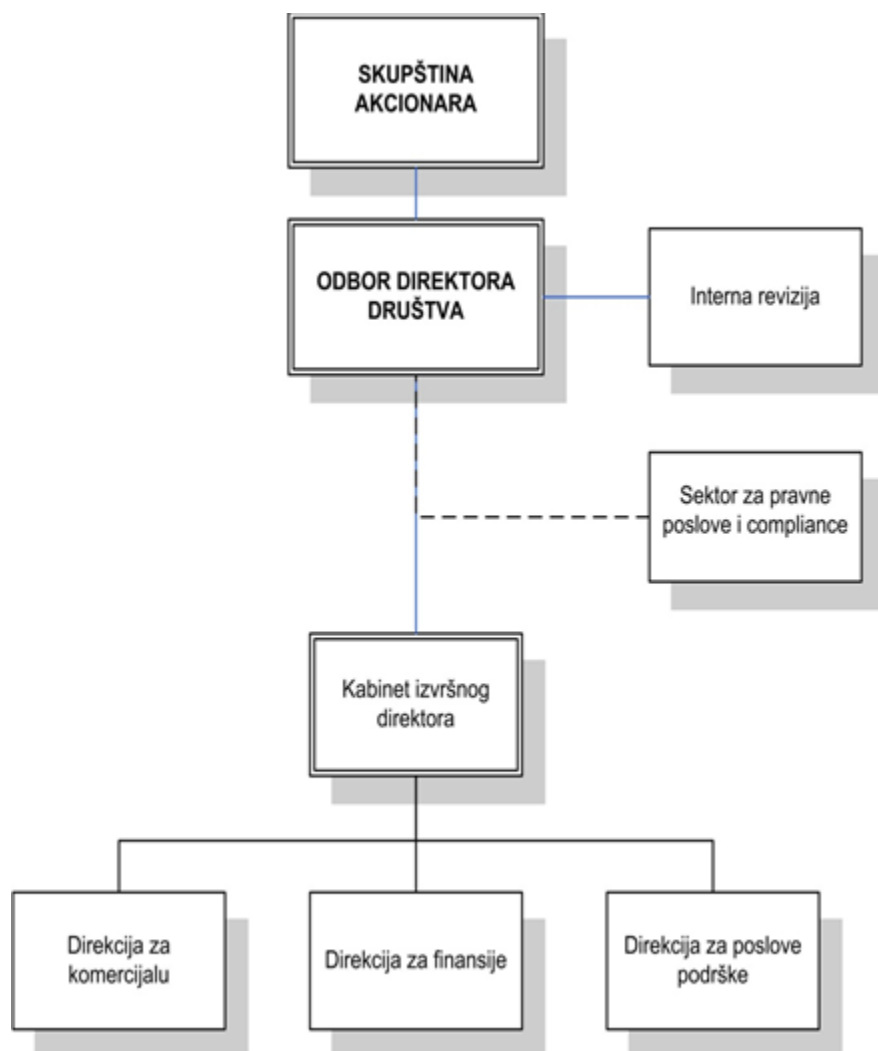 SKUPŠTINA
AKCIONARA
ODBOR DIREKTORA
DRUŠTVA
Interna revizija
Sektor za pravne
poslove i compliance
Kabinet izvršnog
direktora
Direkcija za
komercijalu
Direkcija za finansije
Direkcija za poslove
podrške